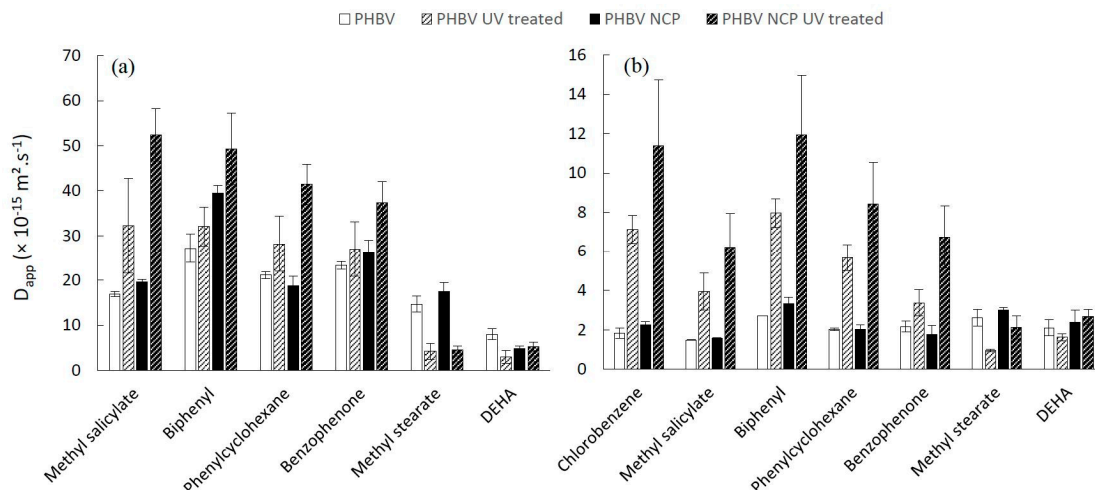 PHBV PHBV UV treated PHBV NCP PHBV NCP UV treated
(a)
D_app (× 10⁻¹⁵ m².s⁻¹)
70
60
50
40
30
20
10
0
Methyl salicylate
Biphenyl
Phenylcyclohexane
Benzophenone
Methyl stearate
DEHA
(b)
16
14
12
10
8
6
4
2
0
Chlorobenzene
Methyl salicylate
Biphenyl
Phenylcyclohexane
Benzophenone
Methyl stearate
DEHA